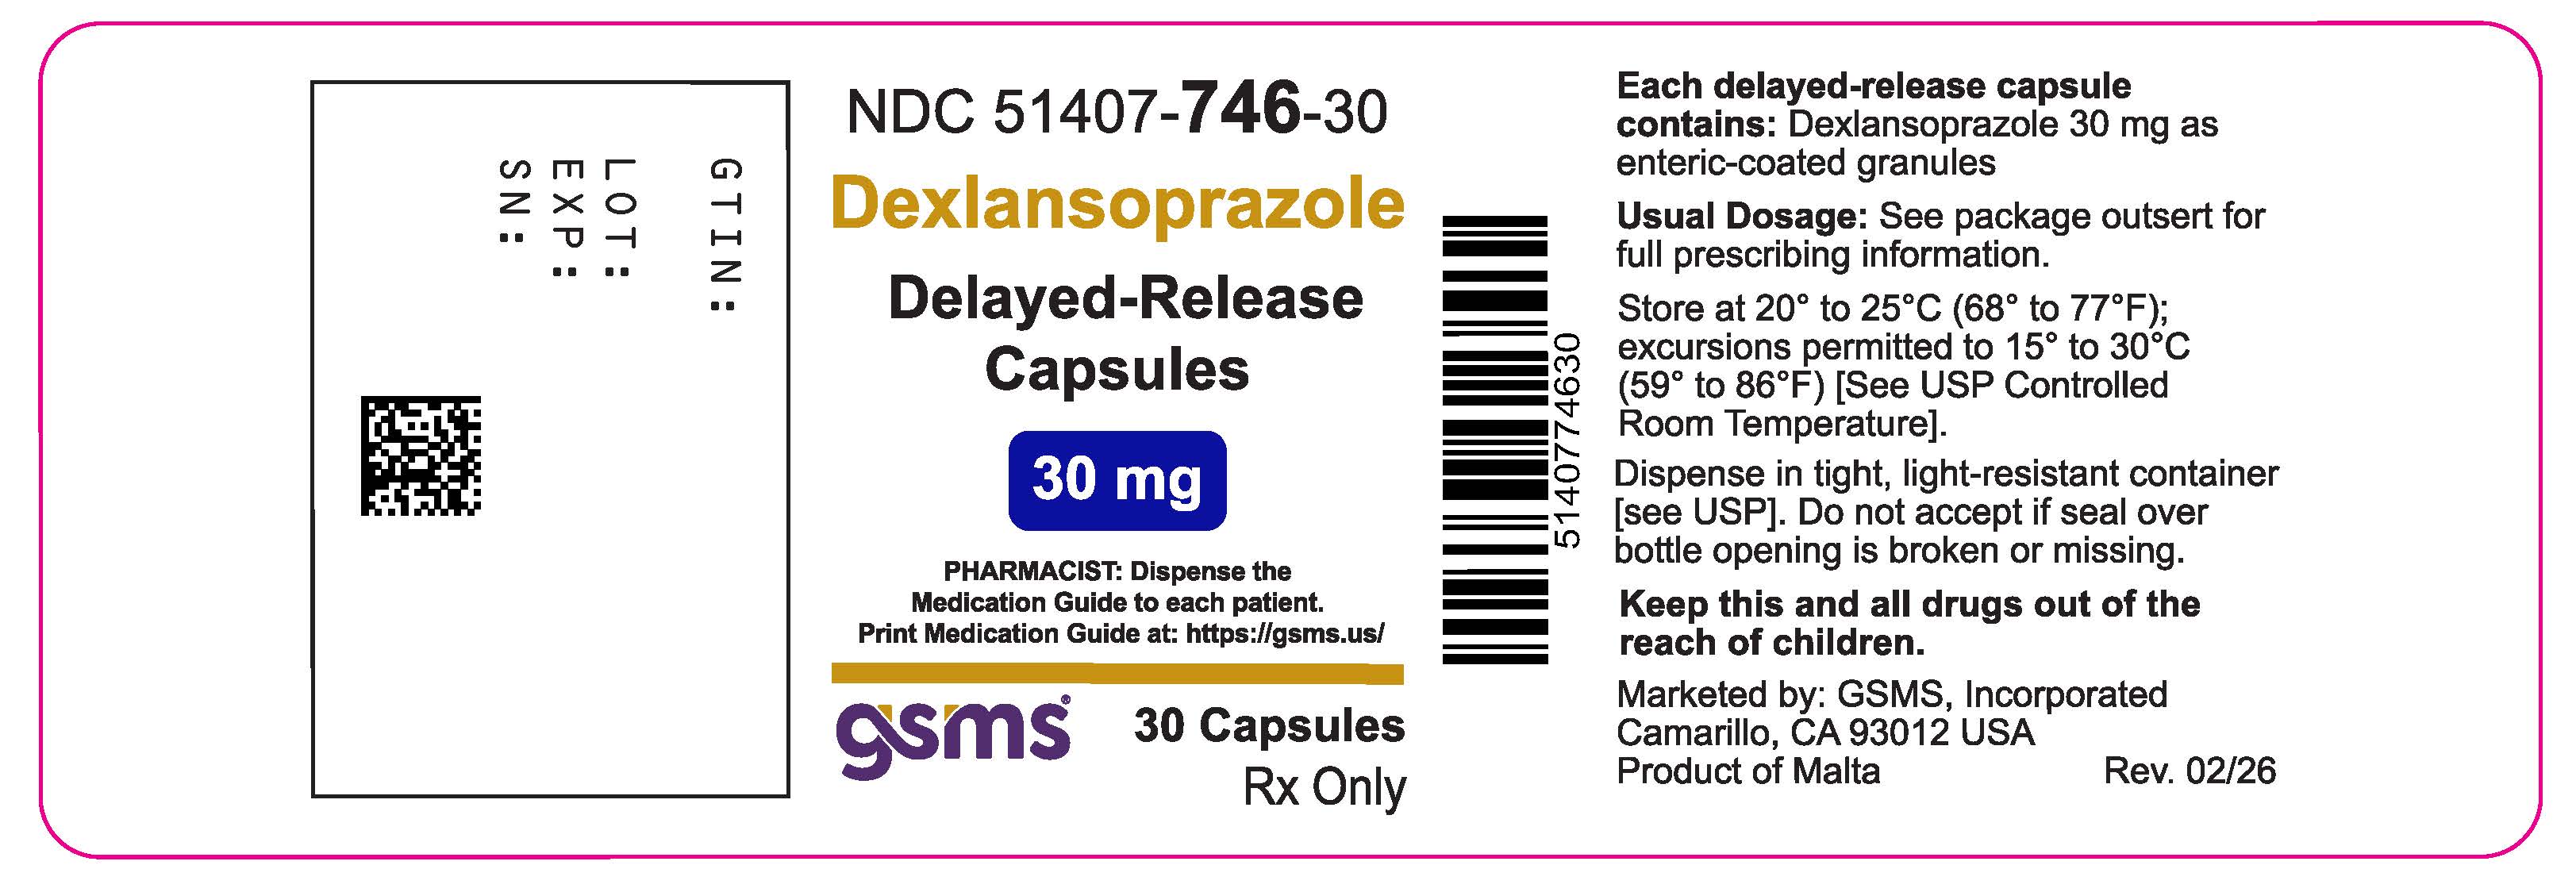 GTIN:
LOT:
EXP:
SN:
NDC 51407-746-30
Dexlansoprazole
Delayed-Release
Capsules
30 mg
PHARMACIST: Dispense the
Medication Guide to each patient.
Print Medication Guide at: https://gsms.us/
gsms®
30 Capsules
Rx Only
5140774630
Each delayed-release capsule
contains: Dexlansoprazole 30 mg as
enteric-coated granules
Usual Dosage: See package outsert for
full prescribing information.
Store at 20° to 25°C (68° to 77°F);
excursions permitted to 15° to 30°C
(59° to 86°F) [See USP Controlled
Room Temperature].
Dispense in tight, light-resistant container
[see USP]. Do not accept if seal over
bottle opening is broken or missing.
Keep this and all drugs out of the
reach of children.
Marketed by: GSMS, Incorporated
Camarillo, CA 93012 USA
Product of Malta
Rev. 02/26